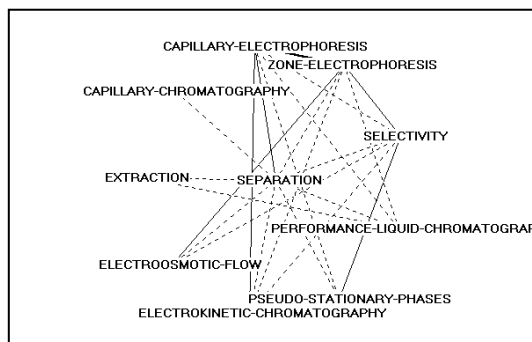 CAPILLARY-ELECTROPHORESIS
ZONE-ELECTROPHORESIS
CAPILLARY-CHROMATOGRAPHY
SELECTIVITY
EXTRACTION
SEPARATION
PERFORMANCE-LIQUID-CHROMATOGRAP
ELECTROOSMOTIC-FLOW
PSEUDO-STATIONARY-PHASES
ELECTROKINETIC-CHROMATOGRAPHY